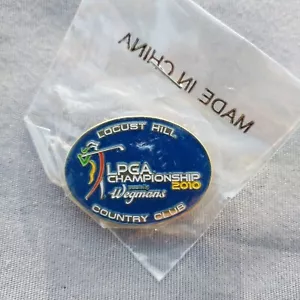 MADE IN CHINA
LOCUST HILL
LPGA
CHAMPIONSHIP
presented by
Wegmans 2010
COUNTRY CLUB